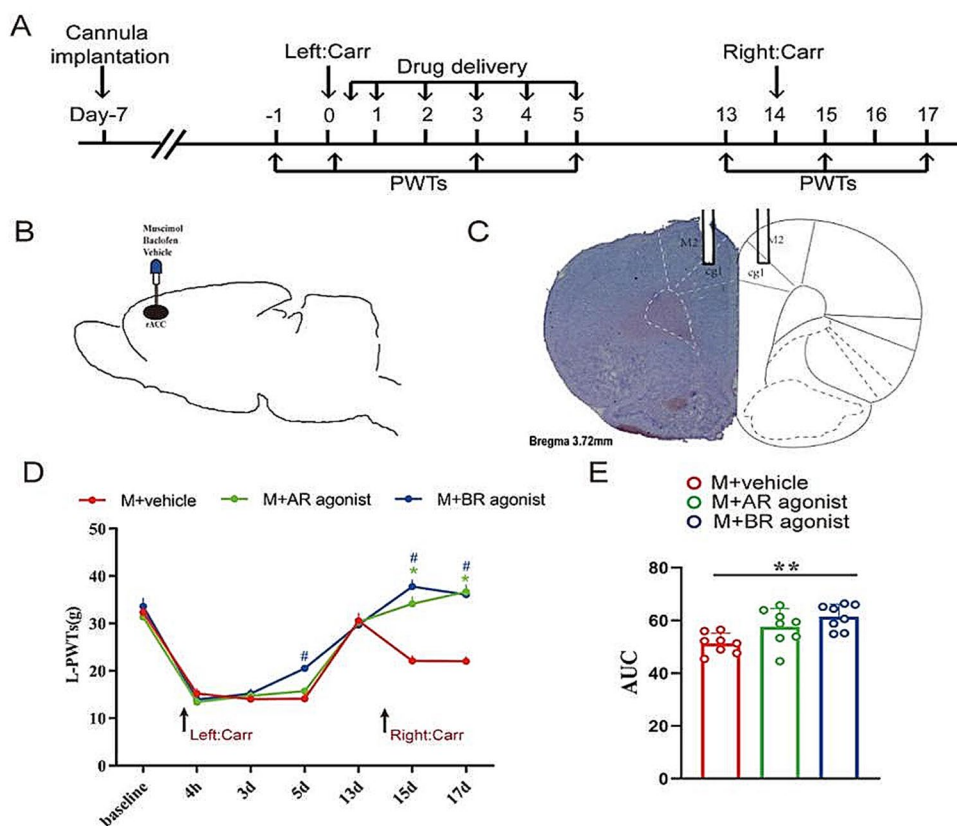 A
Cannula
implantation
Left:Carr
Drug delivery
Right:Carr
Day-7
-1
0
1
2
3
4
5
13
14
15
16
17
PWTs
PWTs
B
Muscimol
Baclofen
Vehicle
rACC
C
M2
M2
cg1
cg1
Bregma 3.72mm
D
M+vehicle
M+AR agonist
M+BR agonist
L-PWTs(g)
50
40
30
20
10
0
#
*
#
*
#
Left:Carr
Right:Carr
baseline
4h
3d
5d
13d
15d
17d
E
M+vehicle
M+AR agonist
M+BR agonist
AUC
80
60
40
20
0
**